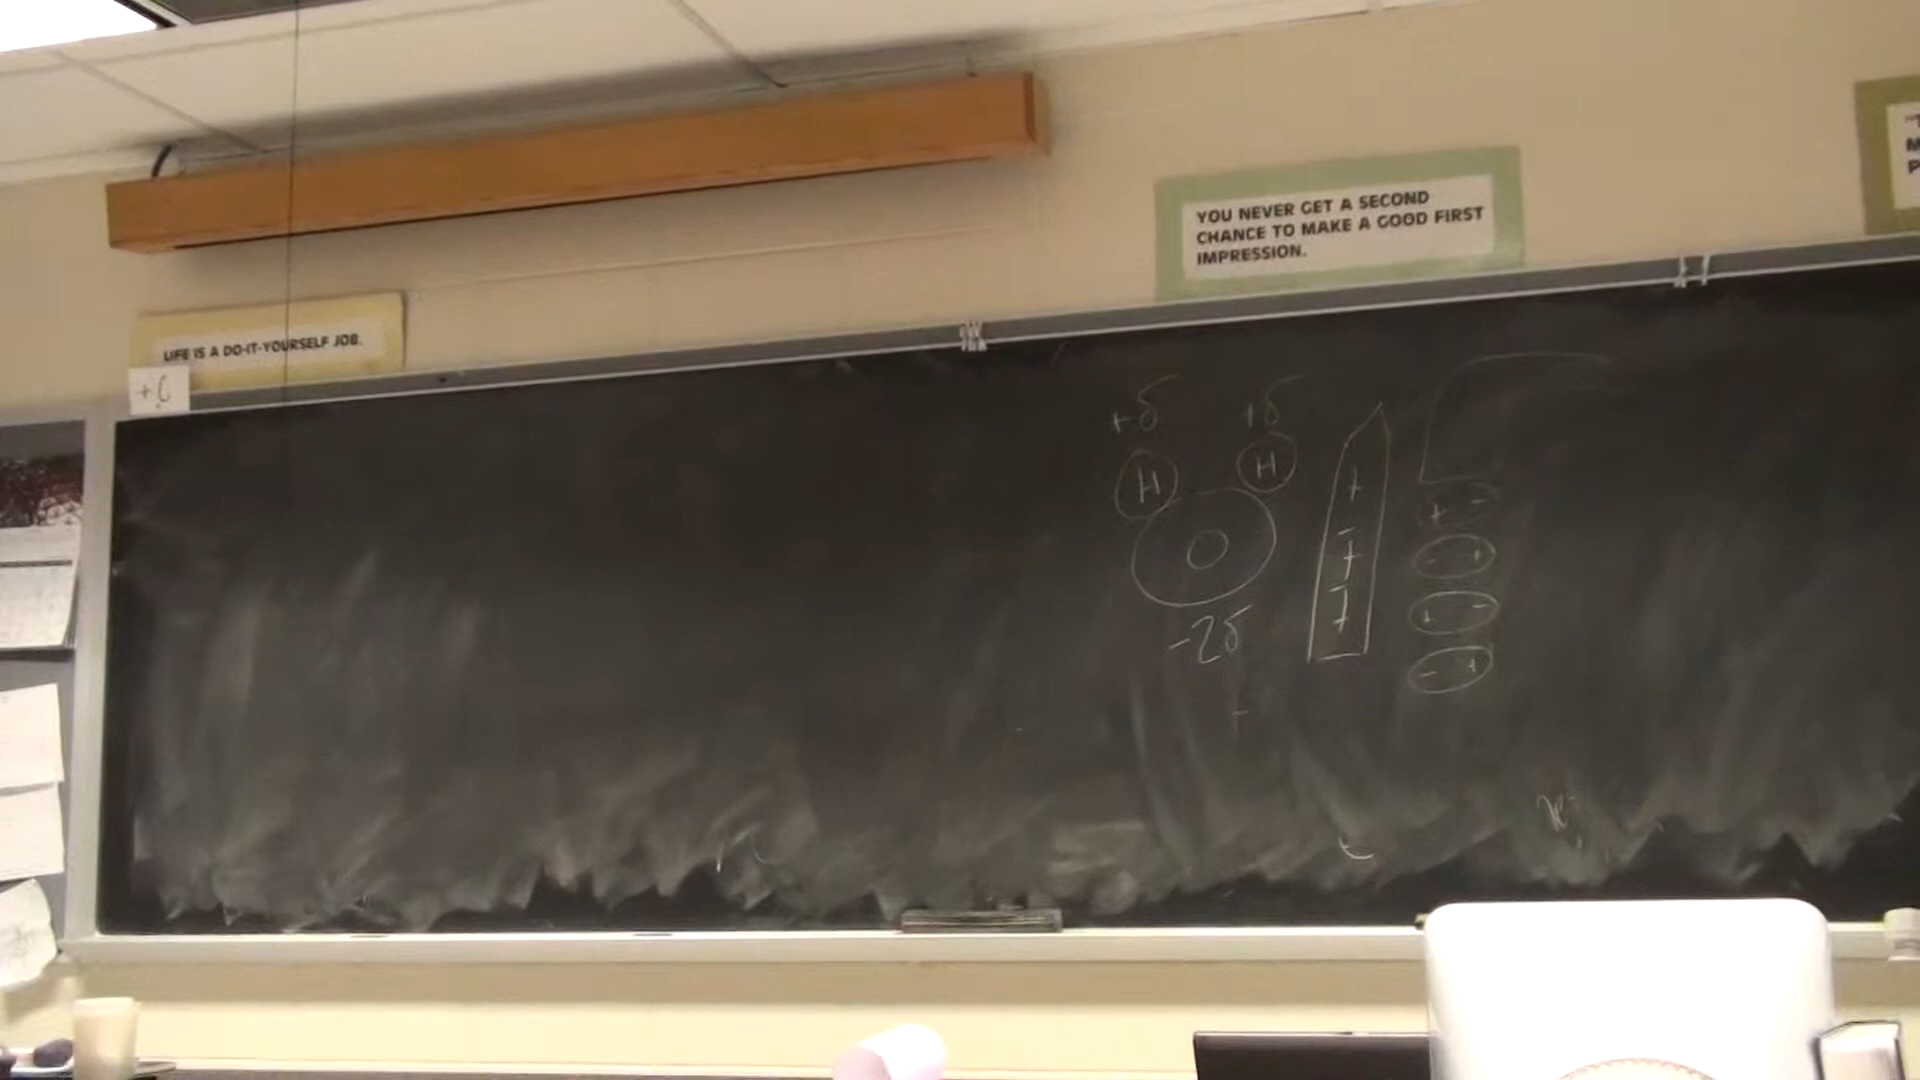 YOU NEVER GET A SECOND
CHANCE TO MAKE A GOOD FIRST
IMPRESSION.
LIFE IS A DO-IT-YOURSELF JOB.
+δ +δ
H H
-2δ
+
+
+
+ -
- +
+ -
- +